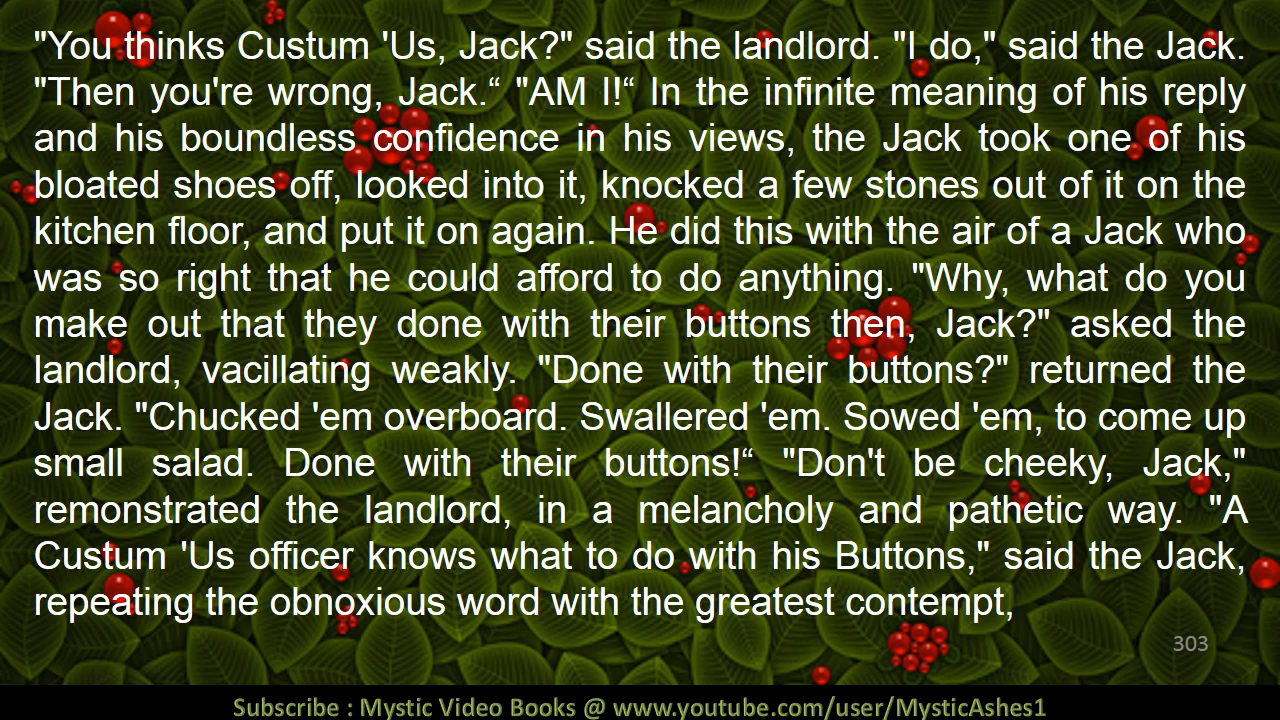 "You thinks Custum 'Us, Jack?" said the landlord. "I do," said the Jack.
"Then you're wrong, Jack.“ "AM I!“ In the infinite meaning of his reply
and his boundless confidence in his views, the Jack took one of his
bloated shoes off, looked into it, knocked a few stones out of it on the
kitchen floor, and put it on again. He did this with the air of a Jack who
was so right that he could afford to do anything. "Why, what do you
make out that they done with their buttons then, Jack?" asked the
landlord, vacillating weakly. "Done with their buttons?" returned the
Jack. "Chucked 'em overboard. Swallered 'em. Sowed 'em, to come up
small salad. Done with their buttons!“ "Don't be cheeky, Jack,"
remonstrated the landlord, in a melancholy and pathetic way. "A
Custum 'Us officer knows what to do with his Buttons," said the Jack,
repeating the obnoxious word with the greatest contempt,
303
Subscribe : Mystic Video Books @ www.youtube.com/user/MysticAshes1